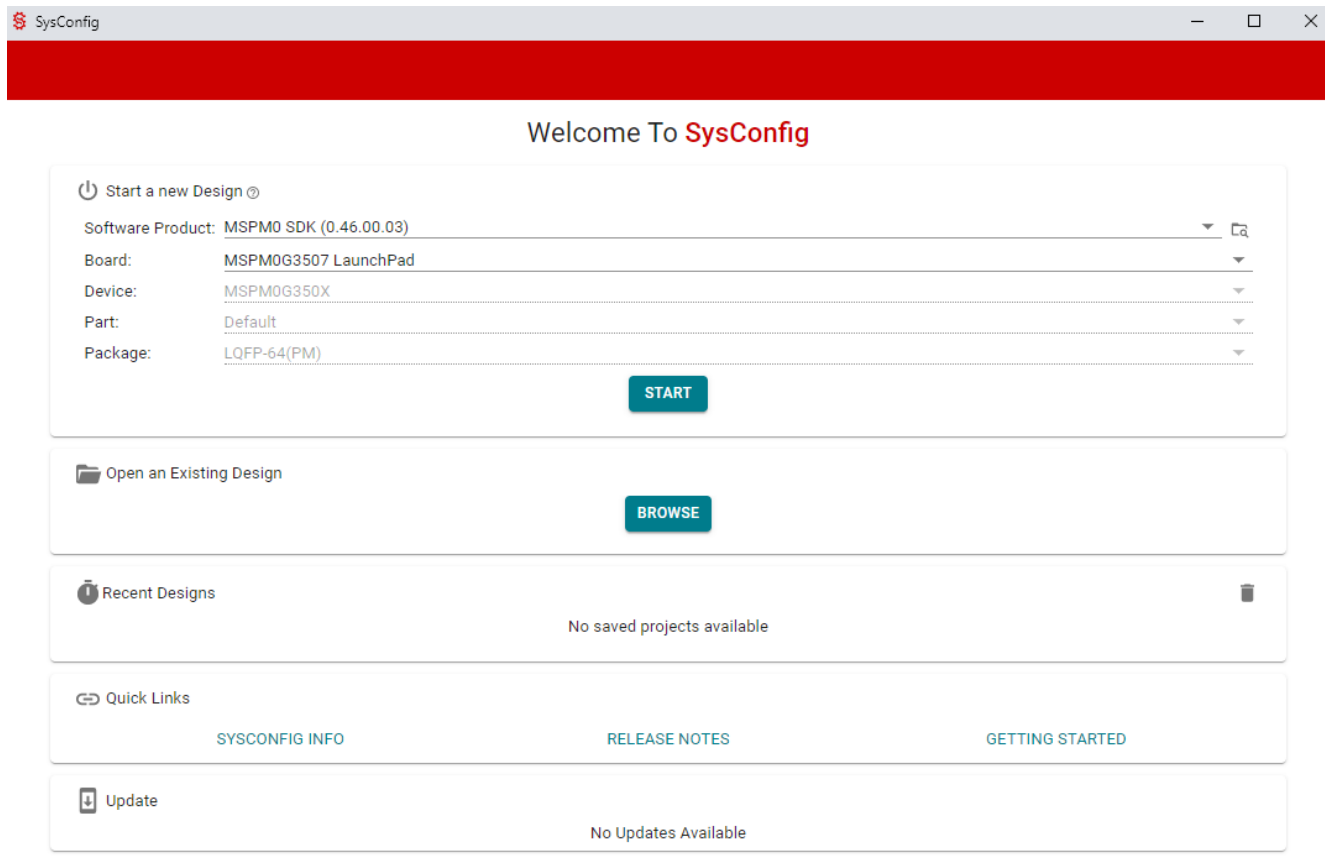 SysConfig
Welcome To SysConfig
Start a new Design
Software Product: MSPM0 SDK (0.46.00.03)
Board: MSPM0G3507 LaunchPad
Device: MSPM0G350X
Part: Default
Package: LQFP-64(PM)
START
Open an Existing Design
BROWSE
Recent Designs
No saved projects available
Quick Links
SYSCONFIG INFO RELEASE NOTES GETTING STARTED
Update
No Updates Available